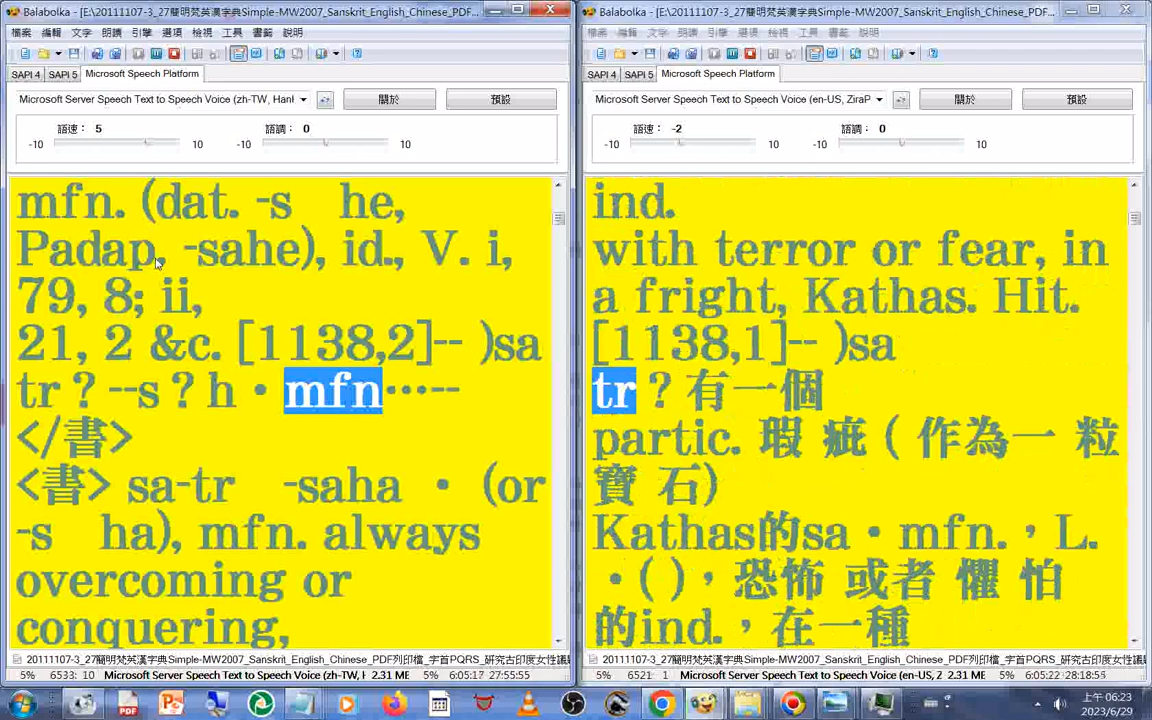 Balabolka - [E:\20111107-3_27簡明梵英漢字典Simple-MW2007_Sanskrit_English_Chinese_PDF...
檔案 編輯 文字 朗讀 引擎 選項 檢視 工具 書籤 說明
SAPI 4 SAPI 5 Microsoft Speech Platform
Microsoft Server Speech Text to Speech Voice (zh-TW, Han
關於 預設
語速： 5 語調： 0
-10 10 -10 10
mfn. (dat. -s he,
Padap, -sahe), id., V. i,
79, 8; ii,
21, 2 &c. [1138,2]-- )sa
tr？--s？h‧mfn…--
</書>
<書> sa-tr -saha ‧ (or
-s ha), mfn. always
overcoming or
conquering,
20111107-3_27簡明梵英漢字典Simple-MW2007_Sanskrit_English_Chinese_PDF列印檔_字首PQRS_研究古印度女性議
5% 6533: 10 Microsoft Server Speech Text to Speech Voice (zh-TW, H 2.31 ME 5% 6:05:17 27:55:55
Balabolka - [E:\20111107-3_27簡明梵英漢字典Simple-MW2007_Sanskrit_English_Chinese_PDF...
檔案 編輯 文字 朗讀 引擎 選項 檢視 工具 書籤 說明
SAPI 4 SAPI 5 Microsoft Speech Platform
Microsoft Server Speech Text to Speech Voice (en-US, ZiraP
關於 預設
語速： -2 語調： 0
-10 10 -10 10
ind.
with terror or fear, in
a fright, Kathas. Hit.
[1138,1]-- )sa
tr？有一個
partic. 瑕 疵 ( 作為一 粒
寶 石)
Kathas的sa‧mfn.，L.
‧( )，恐怖 或者 懼 怕
的ind.，在一種
20111107-3_27簡明梵英漢字典Simple-MW2007_Sanskrit_English_Chinese_PDF列印檔_字首PQRS_研究古印度女性議
5% 6521: 1 Microsoft Server Speech Text to Speech Voice (en-US, Z 2.31 ME 5% 6:05:22 28:18:55
PDF
上午 06:23
2023/6/29